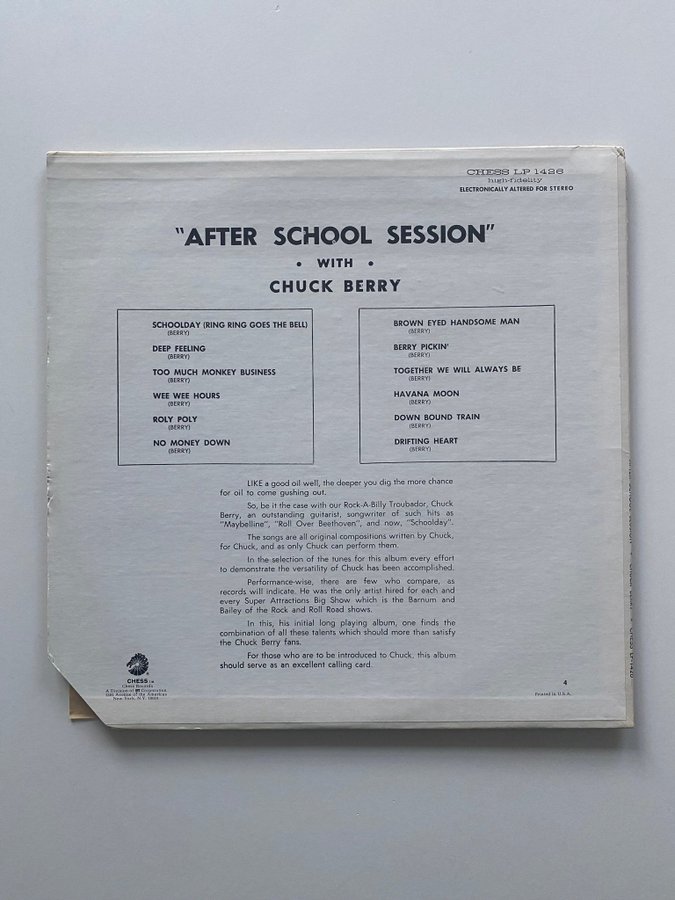 CHESS LP 1426
high-fidelity
ELECTRONICALLY ALTERED FOR STEREO
"AFTER SCHOOL SESSION"
• WITH •
CHUCK BERRY
SCHOOLDAY (RING RING GOES THE BELL)
(BERRY)
DEEP FEELING
(BERRY)
TOO MUCH MONKEY BUSINESS
(BERRY)
WEE WEE HOURS
(BERRY)
ROLY POLY
(BERRY)
NO MONEY DOWN
(BERRY)
BROWN EYED HANDSOME MAN
(BERRY)
BERRY PICKIN'
(BERRY)
TOGETHER WE WILL ALWAYS BE
(BERRY)
HAVANA MOON
(BERRY)
DOWN BOUND TRAIN
(BERRY)
DRIFTING HEART
(BERRY)
LIKE a good oil well, the deeper you dig the more chance
for oil to come gushing out.
So, be it the case with our Rock-A-Billy Troubador, Chuck
Berry, an outstanding guitarist, songwriter of such hits as
"Maybelline", "Roll Over Beethoven", and now, "Schoolday".
The songs are all original compositions written by Chuck,
for Chuck, and as only Chuck can perform them.
In the selection of the tunes for this album every effort
to demonstrate the versatility of Chuck has been accomplished.
Performance-wise, there are few who compare, as
records will indicate. He was the only artist hired for each and
every Super Attractions Big Show which is the Barnum and
Bailey of the Rock and Roll Road shows.
In this, his initial long playing album, one finds the
combination of all these talents which should more than satisfy
the Chuck Berry fans.
For those who are to be introduced to Chuck, this album
should serve as an excellent calling card.
CHESS
Chess Records
A Division of Corporation
Avenue of the Americas
New York, N.Y.
4
Printed in U.S.A.